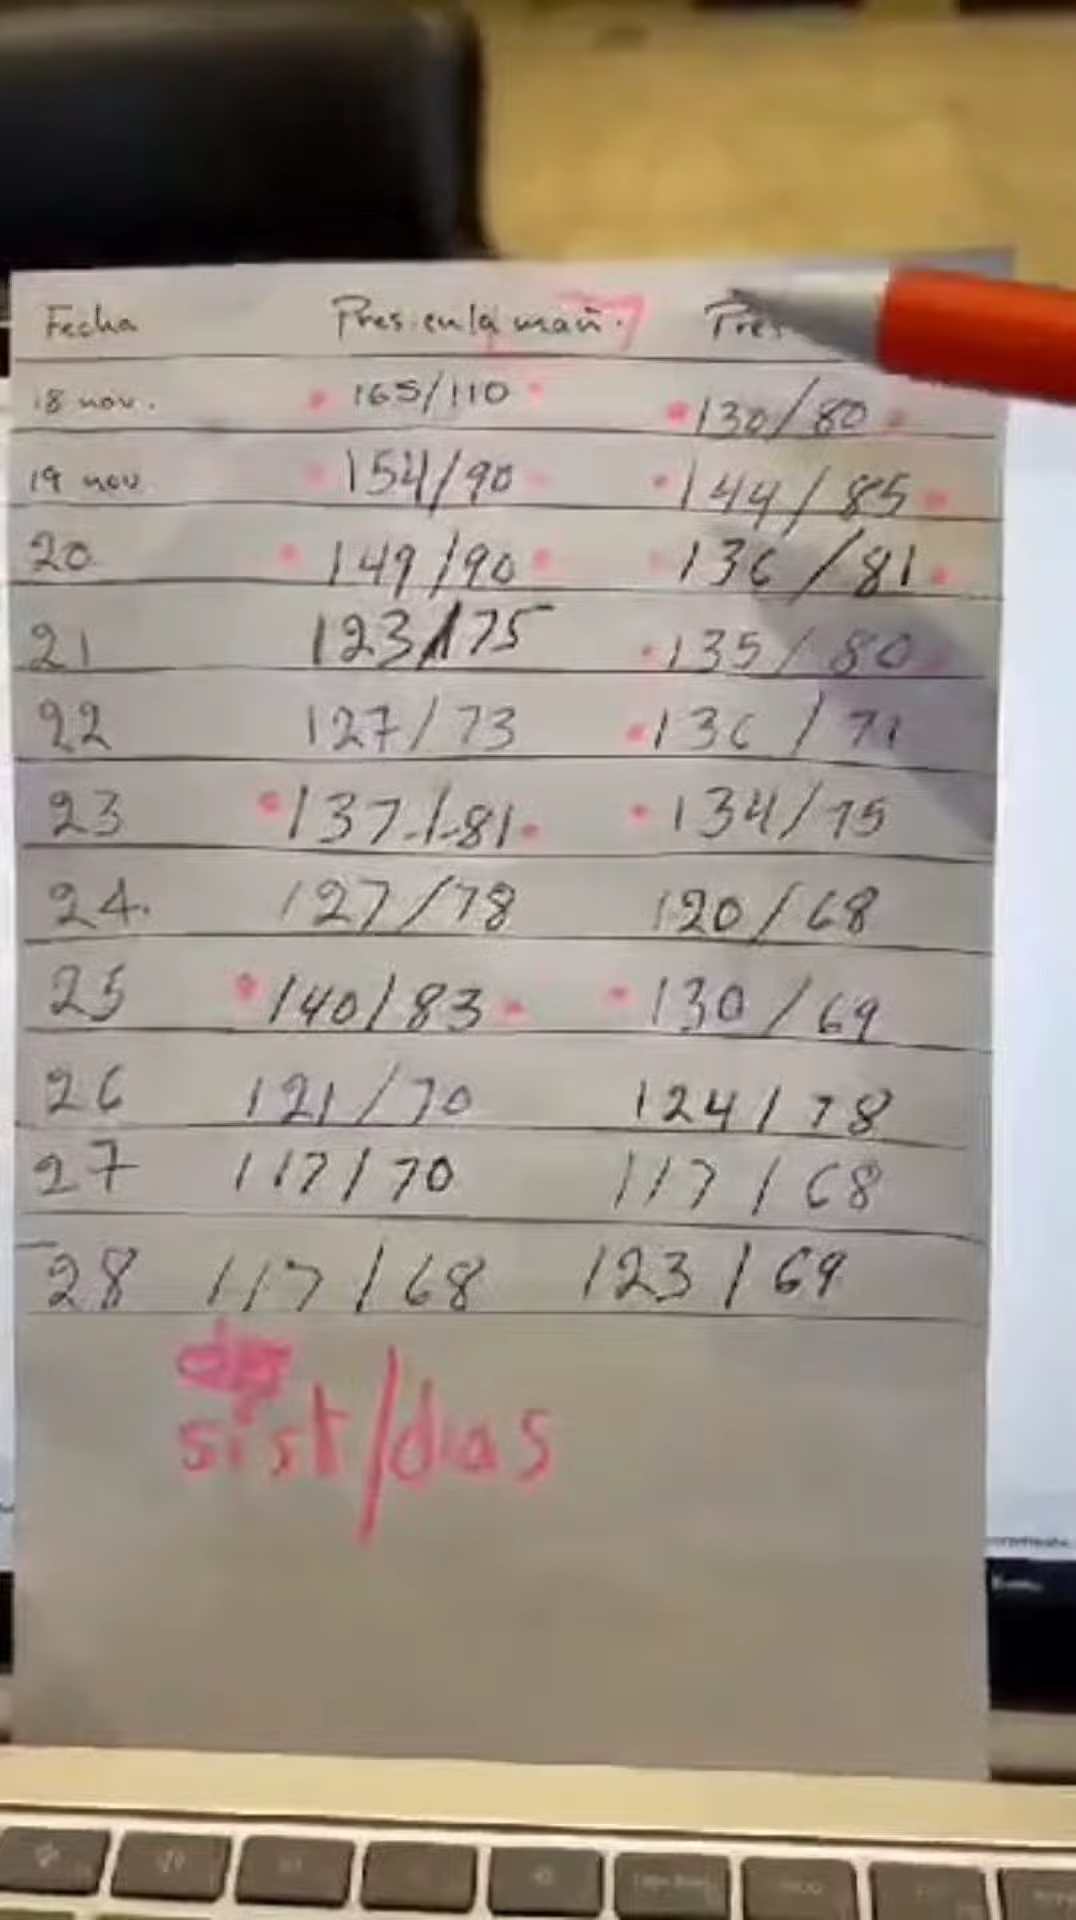 Fecha Pres. en la mañ. Pres
18 nov. 165/110 130/80
19 nov. 154/90 144/85
20 149/90 136/81
21 123/75 135/80
22 127/73 136/71
23 137/81 134/75
24. 127/78 120/68
25 140/83 130/69
26 121/70 124/78
27 117/70 117/68
28 117/68 123/69
sist/dias